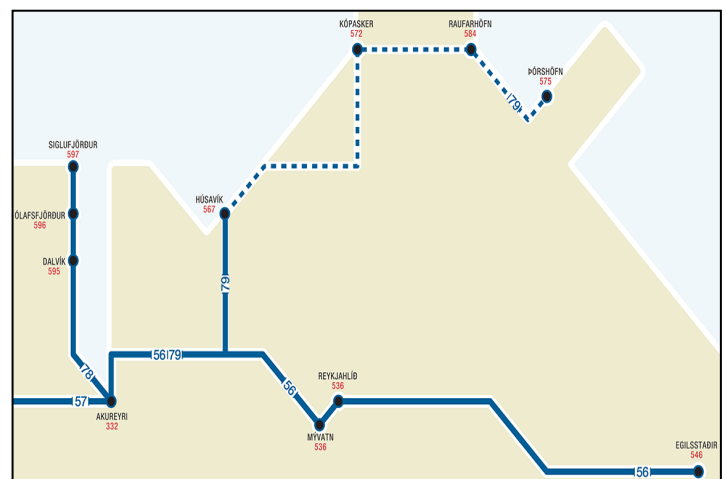 KÓPASKER
572
RAUFARHÖFN
584
ÞÓRSHÖFN
575
79
SIGLUFJÖRÐUR
597
HÚSAVÍK
567
ÓLAFSFJÖRÐUR
596
DALVÍK
595
79
56|79
78
56
REYKJAHLÍÐ
536
57
AKUREYRI
332
MÝVATN
536
EGILSSTAÐIR
546
56